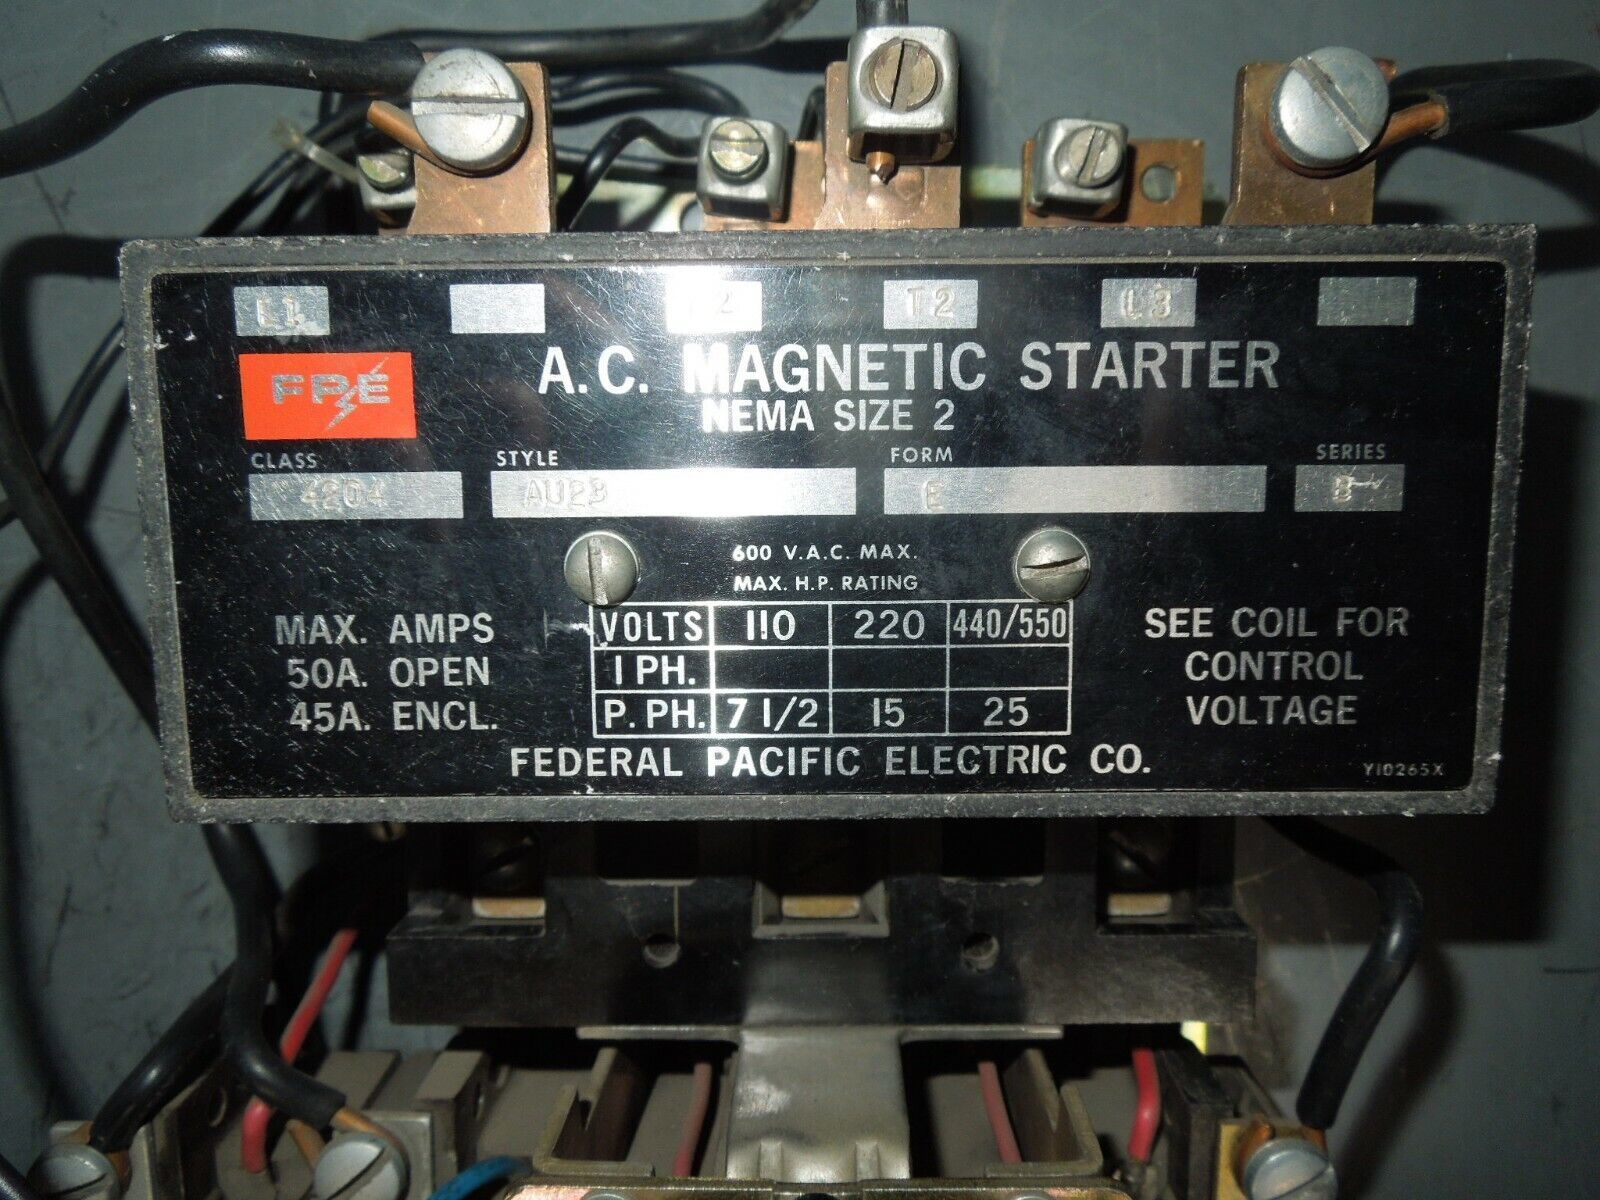 L1 T2 L3
FPE
A.C. MAGNETIC STARTER
NEMA SIZE 2
CLASS STYLE FORM SERIES
4204 AU23 E B
600 V.A.C. MAX.
MAX. H.P. RATING
MAX. AMPS
50A. OPEN
45A. ENCL.
VOLTS 110 220 440/550
1 PH.
P. PH. 7 1/2 15 25
SEE COIL FOR
CONTROL
VOLTAGE
FEDERAL PACIFIC ELECTRIC CO.
Y10265X